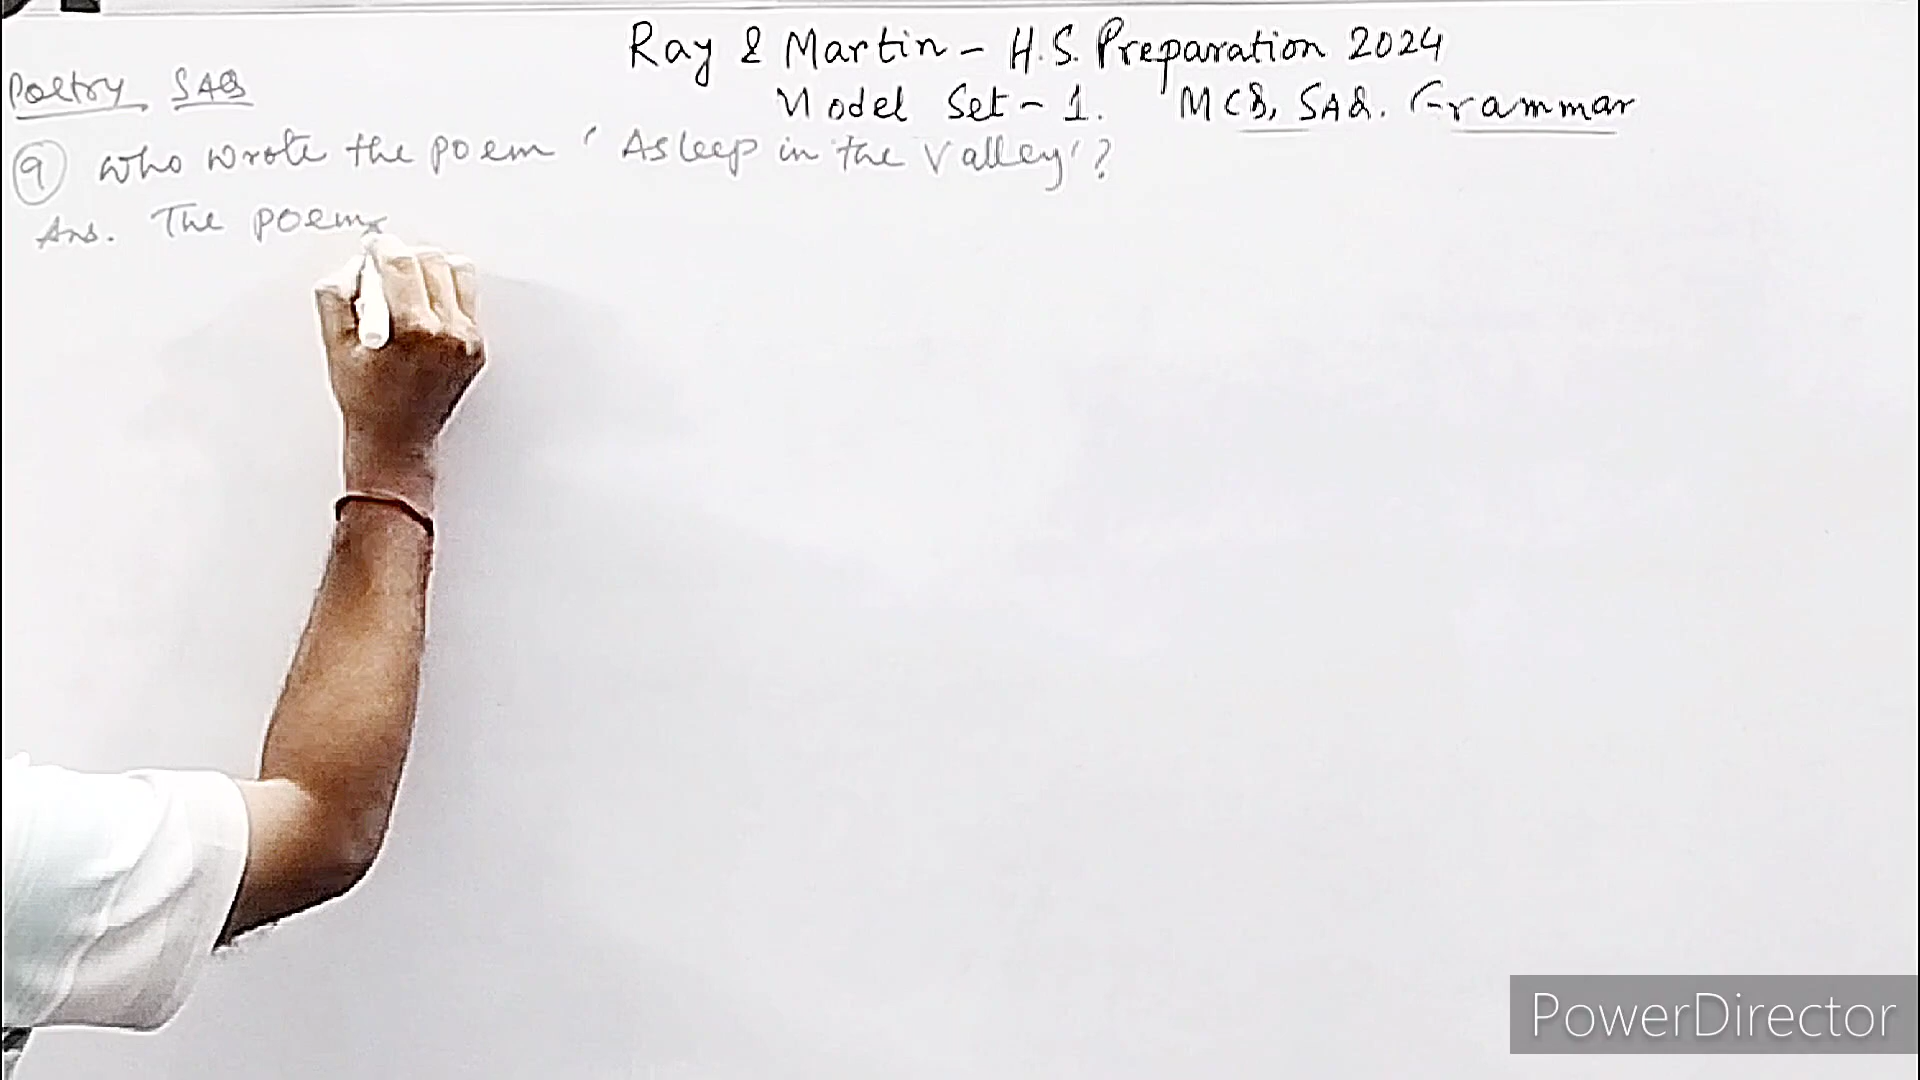 Ray & Martin - H.S. Preparation 2024
Model Set - 1. MCQ, SAQ. Grammar
Poetry SAQ
9 Who wrote the poem 'Asleep in the Valley'?
Ans. The poem
PowerDirector